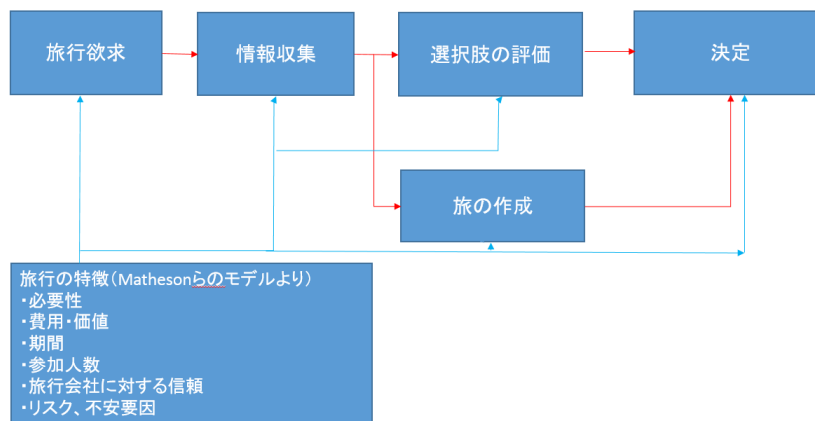 旅行欲求
情報収集
選択肢の評価
決定
旅の作成
旅行の特徴(Mathesonらのモデルより)
・必要性
・費用・価値
・期間
・参加人数
・旅行会社に対する信頼
・リスク、不安要因